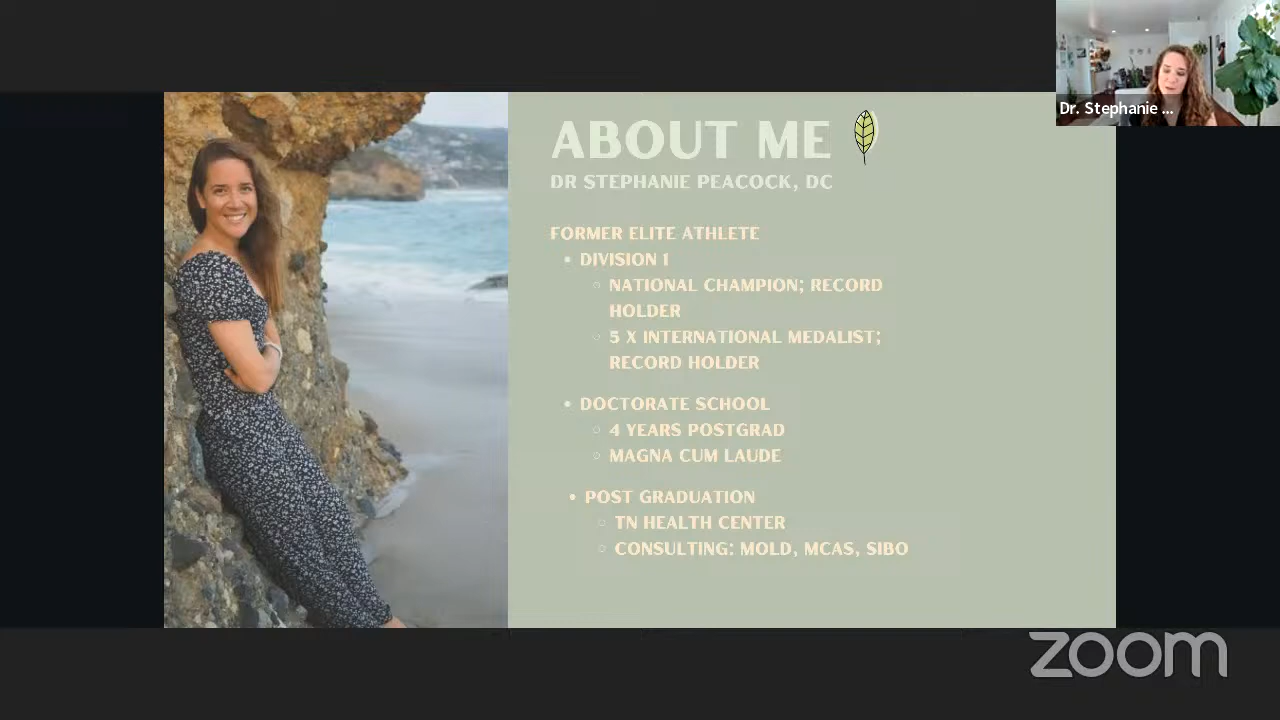 Dr. Stephanie ...
ABOUT ME
DR STEPHANIE PEACOCK, DC
FORMER ELITE ATHLETE
DIVISION 1
NATIONAL CHAMPION; RECORD
HOLDER
5 X INTERNATIONAL MEDALIST;
RECORD HOLDER
DOCTORATE SCHOOL
4 YEARS POSTGRAD
MAGNA CUM LAUDE
POST GRADUATION
TN HEALTH CENTER
CONSULTING: MOLD, MCAS, SIBO
zoom